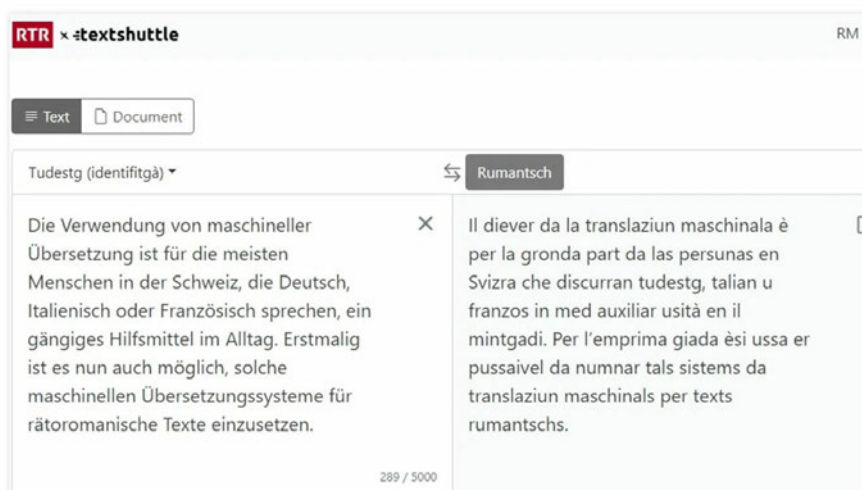 RTR × textshuttle
RM
Text Document
Tudestg (identifitgà)
Rumantsch
Die Verwendung von maschineller
Übersetzung ist für die meisten
Menschen in der Schweiz, die Deutsch,
Italienisch oder Französisch sprechen, ein
gängiges Hilfsmittel im Alltag. Erstmalig
ist es nun auch möglich, solche
maschinellen Übersetzungssysteme für
rätoromanische Texte einzusetzen.
289 / 5000
Il diever da la translaziun maschinala è
per la gronda part da las persunas en
Svizra che discurran tudestg, talian u
franzos in med auxiliar usità en il
mintgadi. Per l'emprima giada èsi ussa er
pussaivel da numnar tals sistems da
translaziun maschinals per texts
rumantschs.